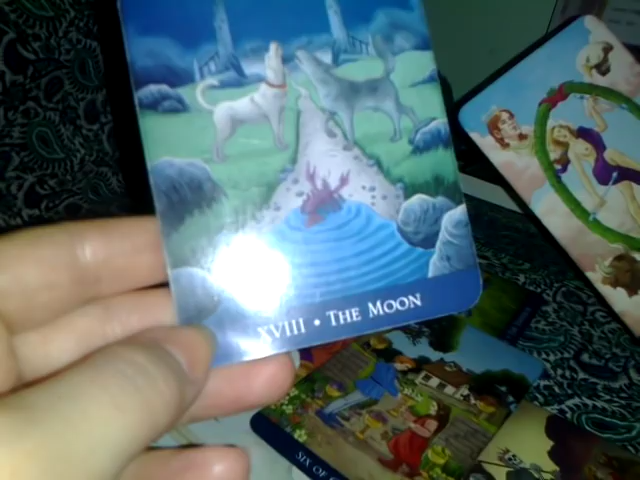 XVIII • THE MOON
SIX OF